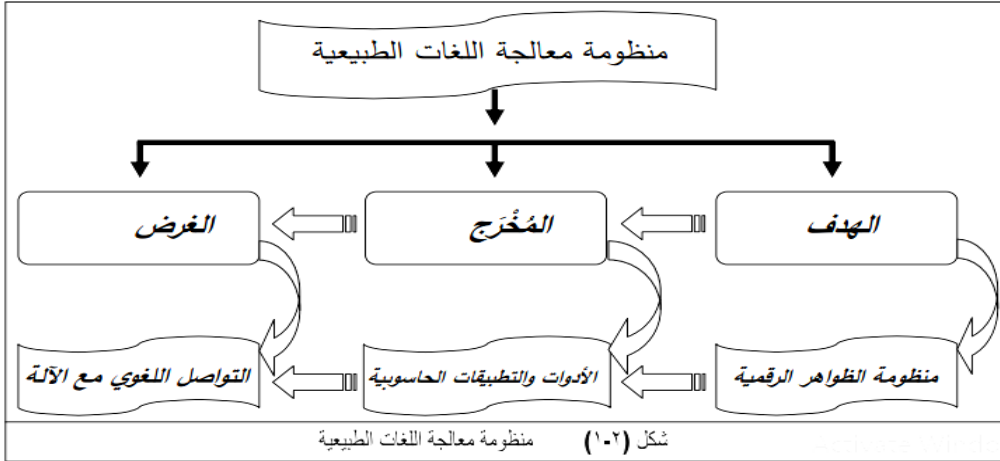 منظومة معالجة اللغات الطبيعية
الهدف
المُخْرَج
الغرض
منظومة الظواهر الرقمية
الأدوات والتطبيقات الحاسوبية
التواصل اللغوي مع الآلة
شكل (٢-١) منظومة معالجة اللغات الطبيعية